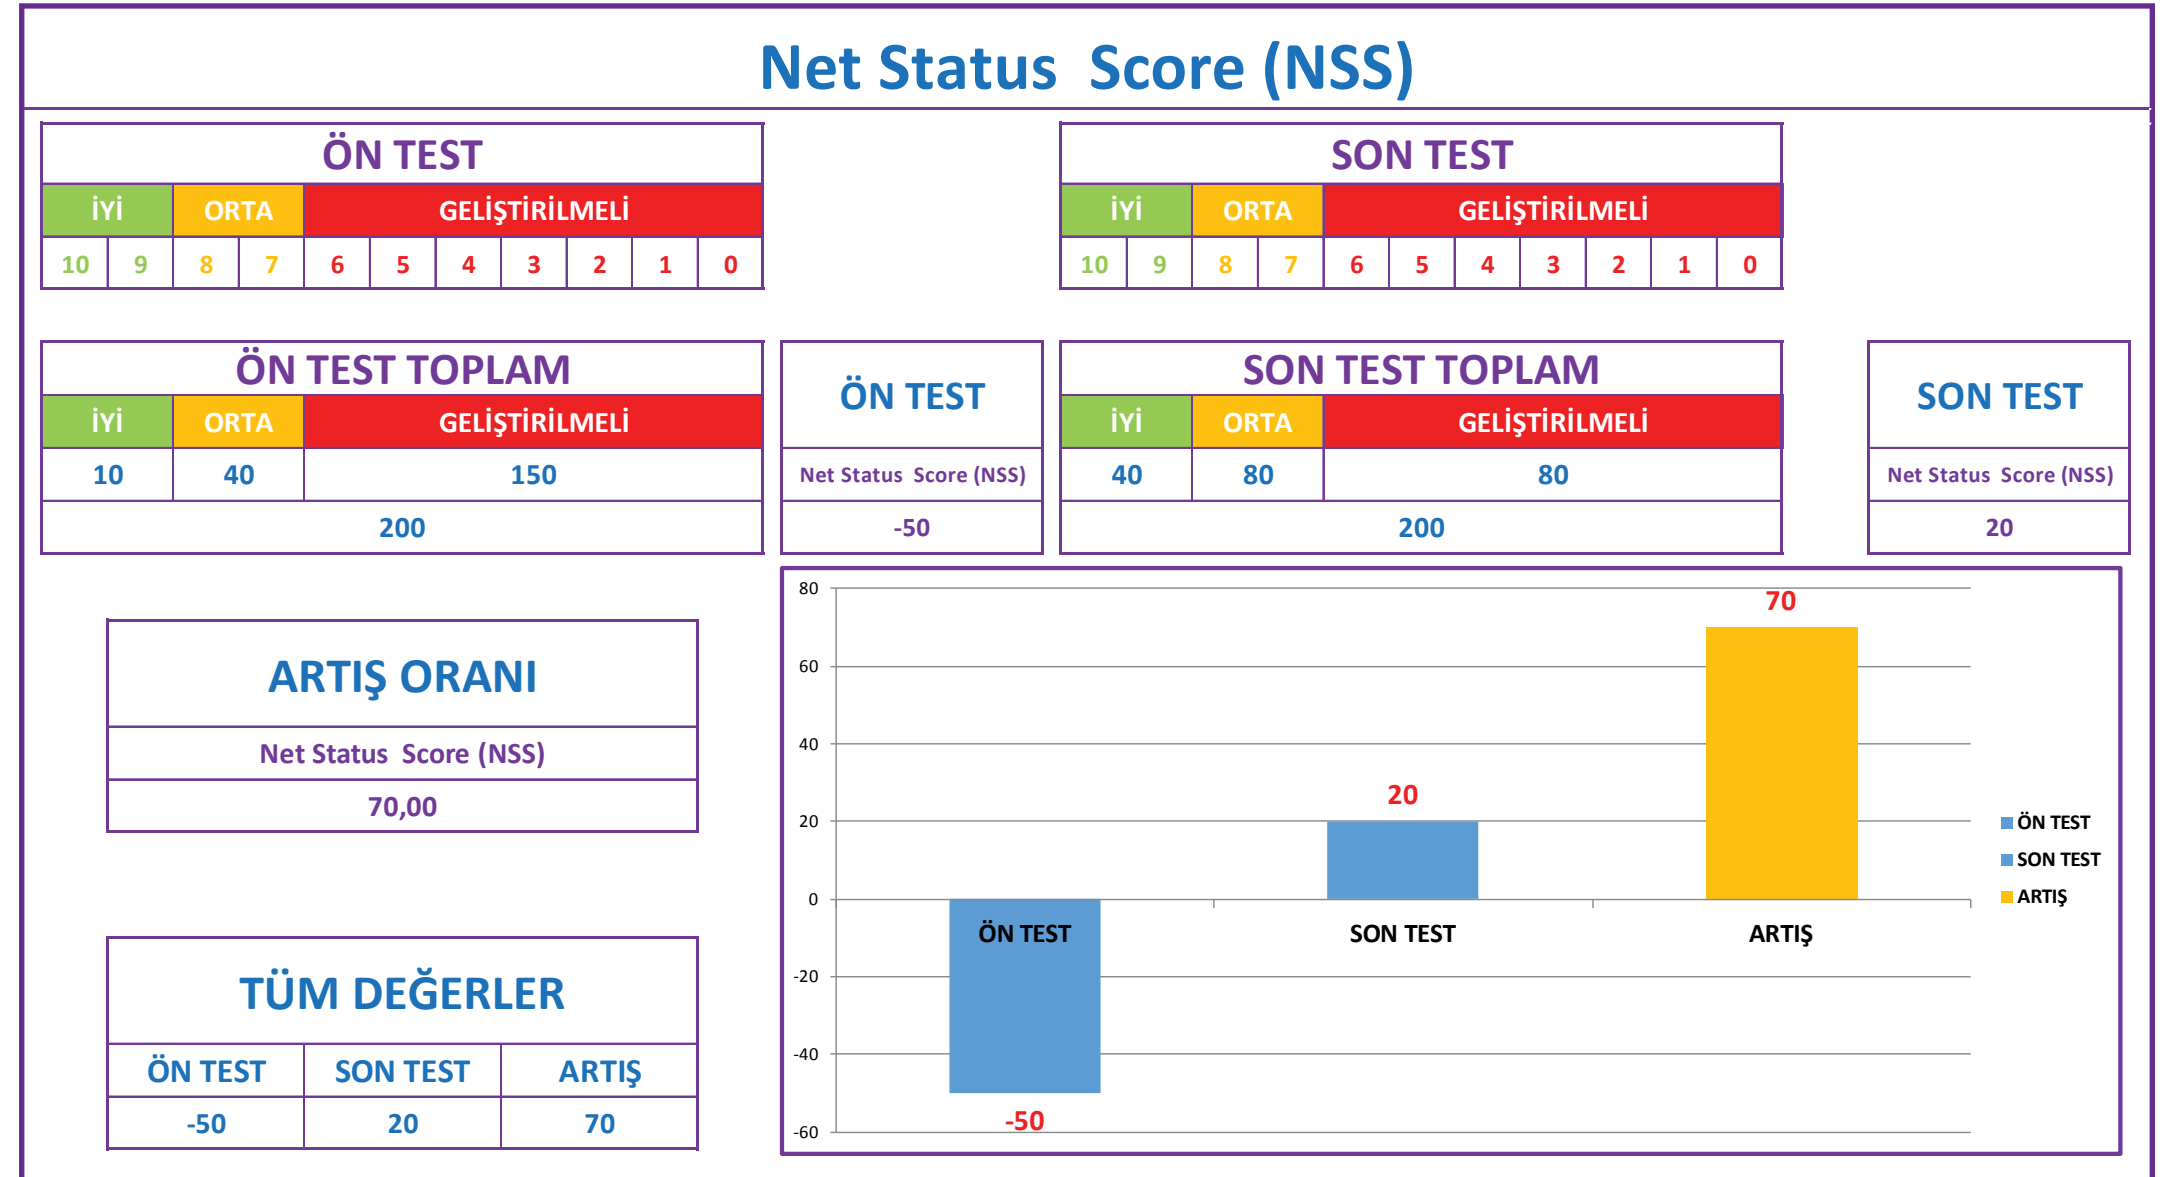 Net Status  Score (NSS)
ÖN TEST
İYİ ORTA GELİŞTİRİLMELİ
10 9 8 7 6 5 4 3 2 1 0
SON TEST
İYİ ORTA GELİŞTİRİLMELİ
10 9 8 7 6 5 4 3 2 1 0
ÖN TEST TOPLAM
İYİ ORTA GELİŞTİRİLMELİ
10 40 150
200
ÖN TEST
Net Status  Score (NSS)
-50
SON TEST TOPLAM
İYİ ORTA GELİŞTİRİLMELİ
40 80 80
200
SON TEST
Net Status  Score (NSS)
20
ARTIŞ ORANI
Net Status  Score (NSS)
70,00
TÜM DEĞERLER
ÖN TEST SON TEST ARTIŞ
-50 20 70
80
60
40
20
0
-20
-40
-60
70
20
-50
ÖN TEST SON TEST ARTIŞ
ÖN TEST
SON TEST
ARTIŞ